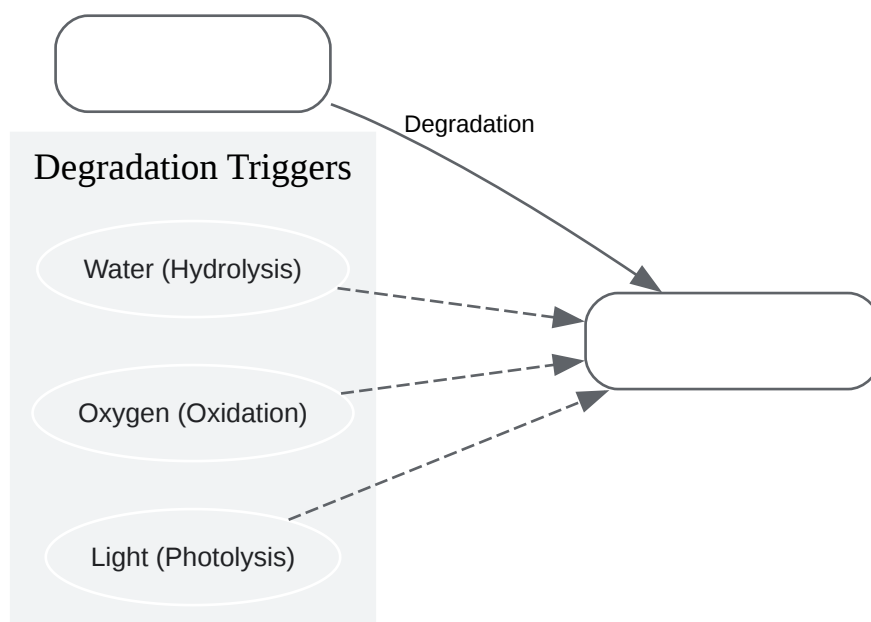 Degradation
Degradation Triggers
Water (Hydrolysis)
Oxygen (Oxidation)
Light (Photolysis)